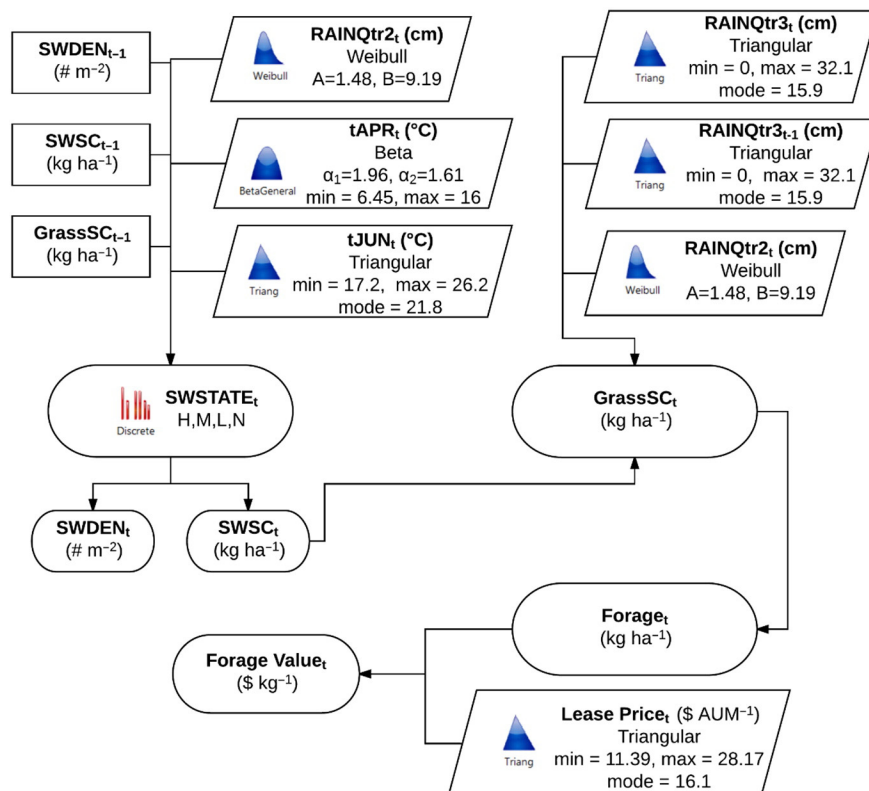 SWDENt–1
(# m–2)
SWSCt–1
(kg ha–1)
GrassSCt–1
(kg ha–1)
RAINQtr2t (cm)
Weibull
Weibull
A=1.48, B=9.19
tAPRt (°C)
Beta
BetaGeneral
α1=1.96, α2=1.61
min = 6.45, max = 16
tJUNt (°C)
Triangular
Triang
min = 17.2, max = 26.2
mode = 21.8
RAINQtr3t (cm)
Triangular
Triang
min = 0, max = 32.1
mode = 15.9
RAINQtr3t-1 (cm)
Triangular
Triang
min = 0, max = 32.1
mode = 15.9
RAINQtr2t (cm)
Weibull
Weibull
A=1.48, B=9.19
SWSTATEt
H,M,L,N
Discrete
GrassSCt
(kg ha–1)
SWDENt
(# m–2)
SWSCt
(kg ha–1)
Foraget
(kg ha–1)
Forage Valuet
($ kg–1)
Lease Pricet ($ AUM–1)
Triangular
Triang
min = 11.39, max = 28.17
mode = 16.1